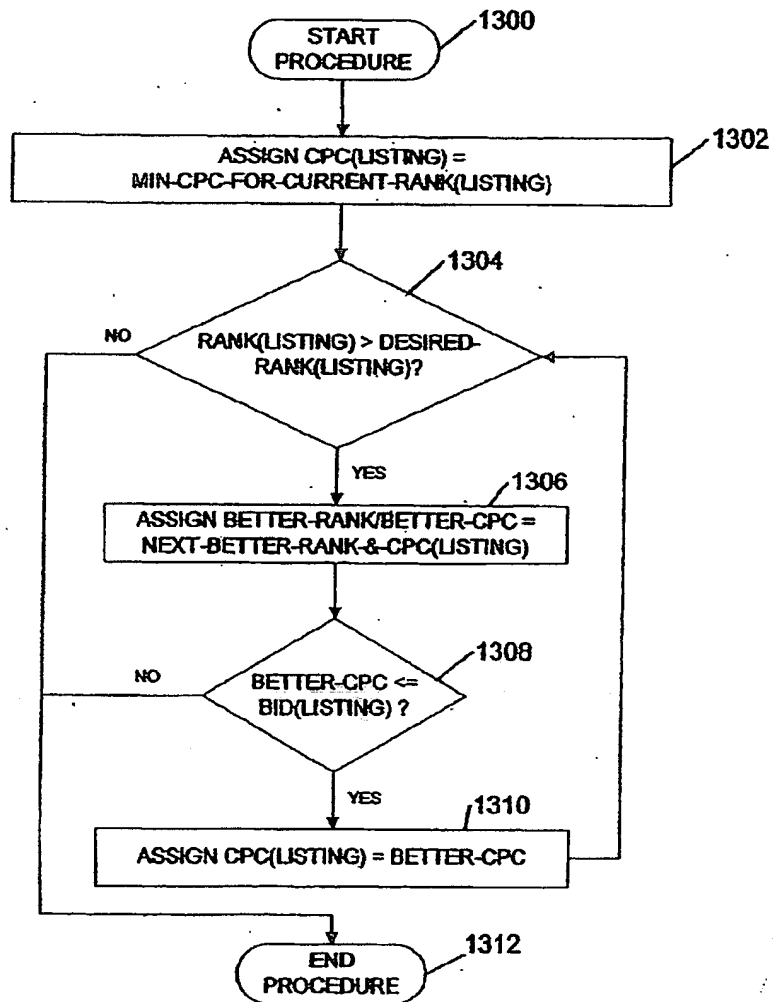 START
PROCEDURE
1300
ASSIGN CPC(LISTING) =
MIN-CPC-FOR-CURRENT-RANK(LISTING)
1302
1304
RANK(LISTING) > DESIRED-
RANK(LISTING)?
NO
YES
1306
ASSIGN BETTER-RANK/BETTER-CPC =
NEXT-BETTER-RANK-&-CPC(LISTING)
1308
BETTER-CPC <=
BID(LISTING) ?
NO
YES
1310
ASSIGN CPC(LISTING) = BETTER-CPC
END
PROCEDURE
1312